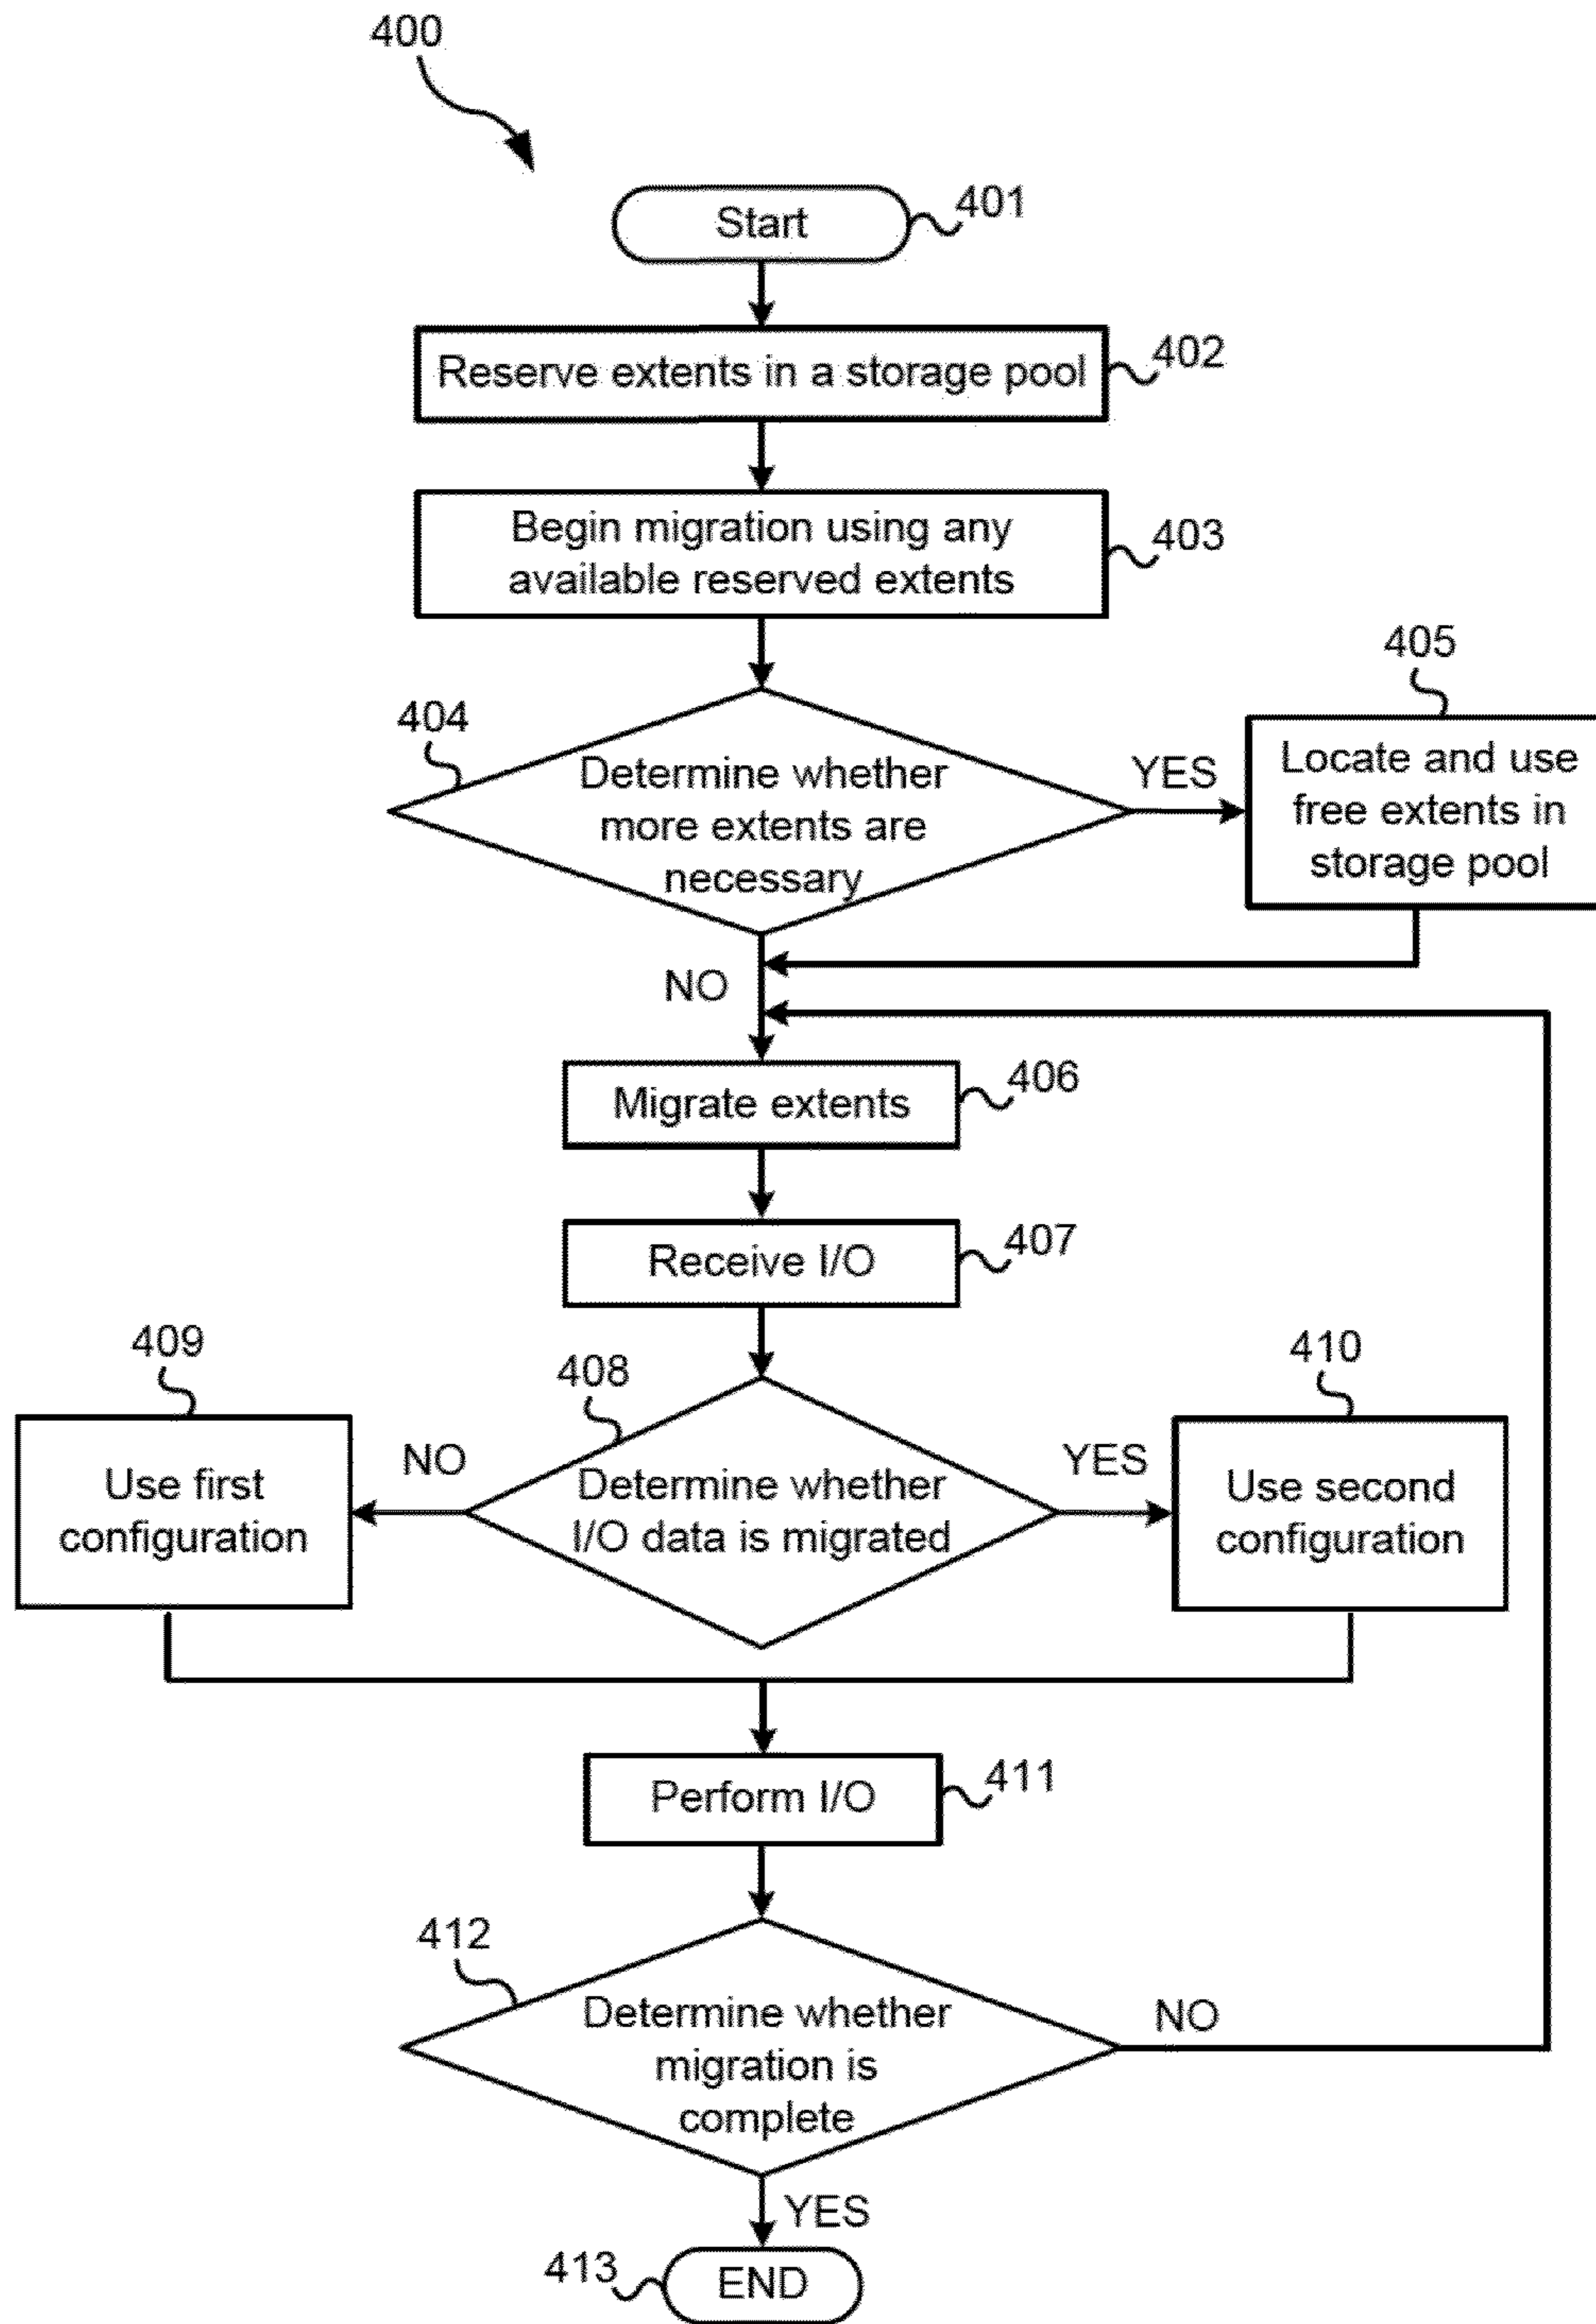 400
Start
401
Reserve extents in a storage pool
402
Begin migration using any
available reserved extents
403
404
Determine whether
more extents are
necessary
YES
405
Locate and use
free extents in
storage pool
NO
Migrate extents
406
Receive I/O
407
408
Determine whether
I/O data is migrated
NO
409
Use first
configuration
YES
410
Use second
configuration
Perform I/O
411
412
Determine whether
migration is
complete
NO
YES
413
END